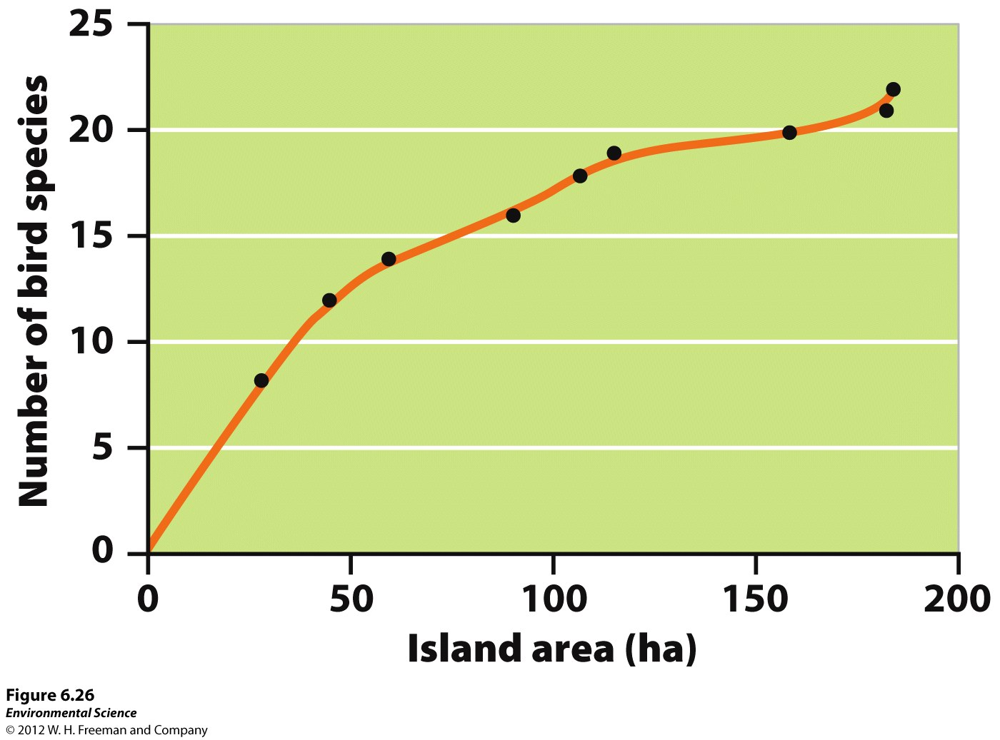 25
20
15
10
5
0
Number of bird species
0 50 100 150 200
Island area (ha)
Figure 6.26
Environmental Science
© 2012 W. H. Freeman and Company